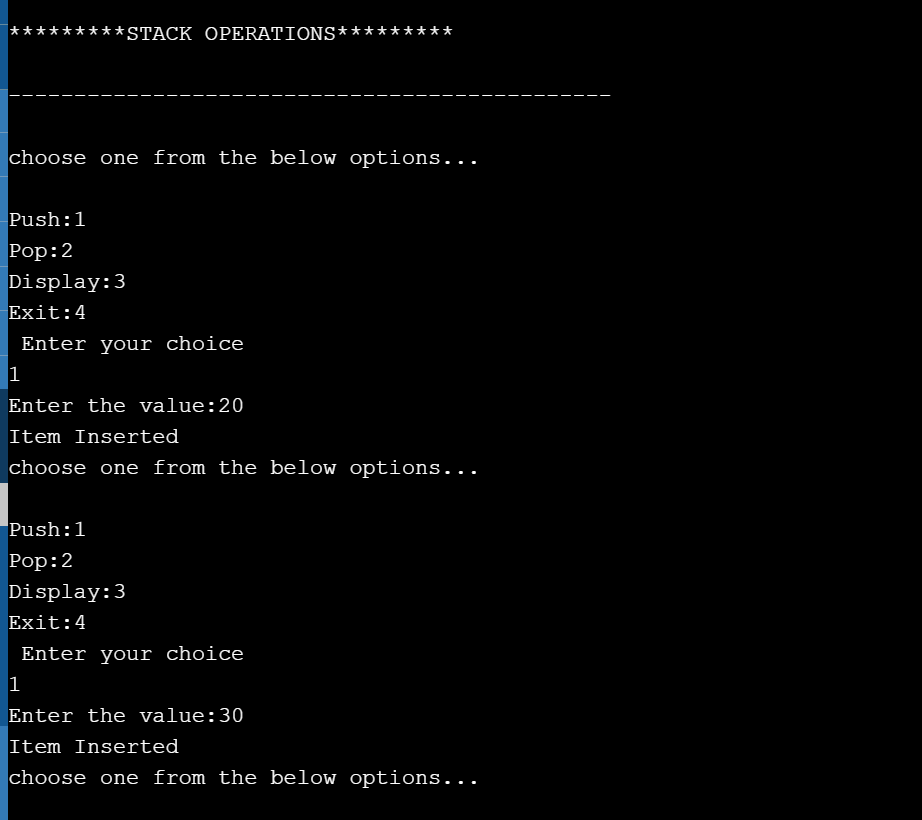 *********STACK OPERATIONS*********
----------------------------------------------
choose one from the below options...
Push:1
Pop:2
Display:3
Exit:4
Enter your choice
1
Enter the value:20
Item Inserted
choose one from the below options...
Push:1
Pop:2
Display:3
Exit:4
Enter your choice
1
Enter the value:30
Item Inserted
choose one from the below options...